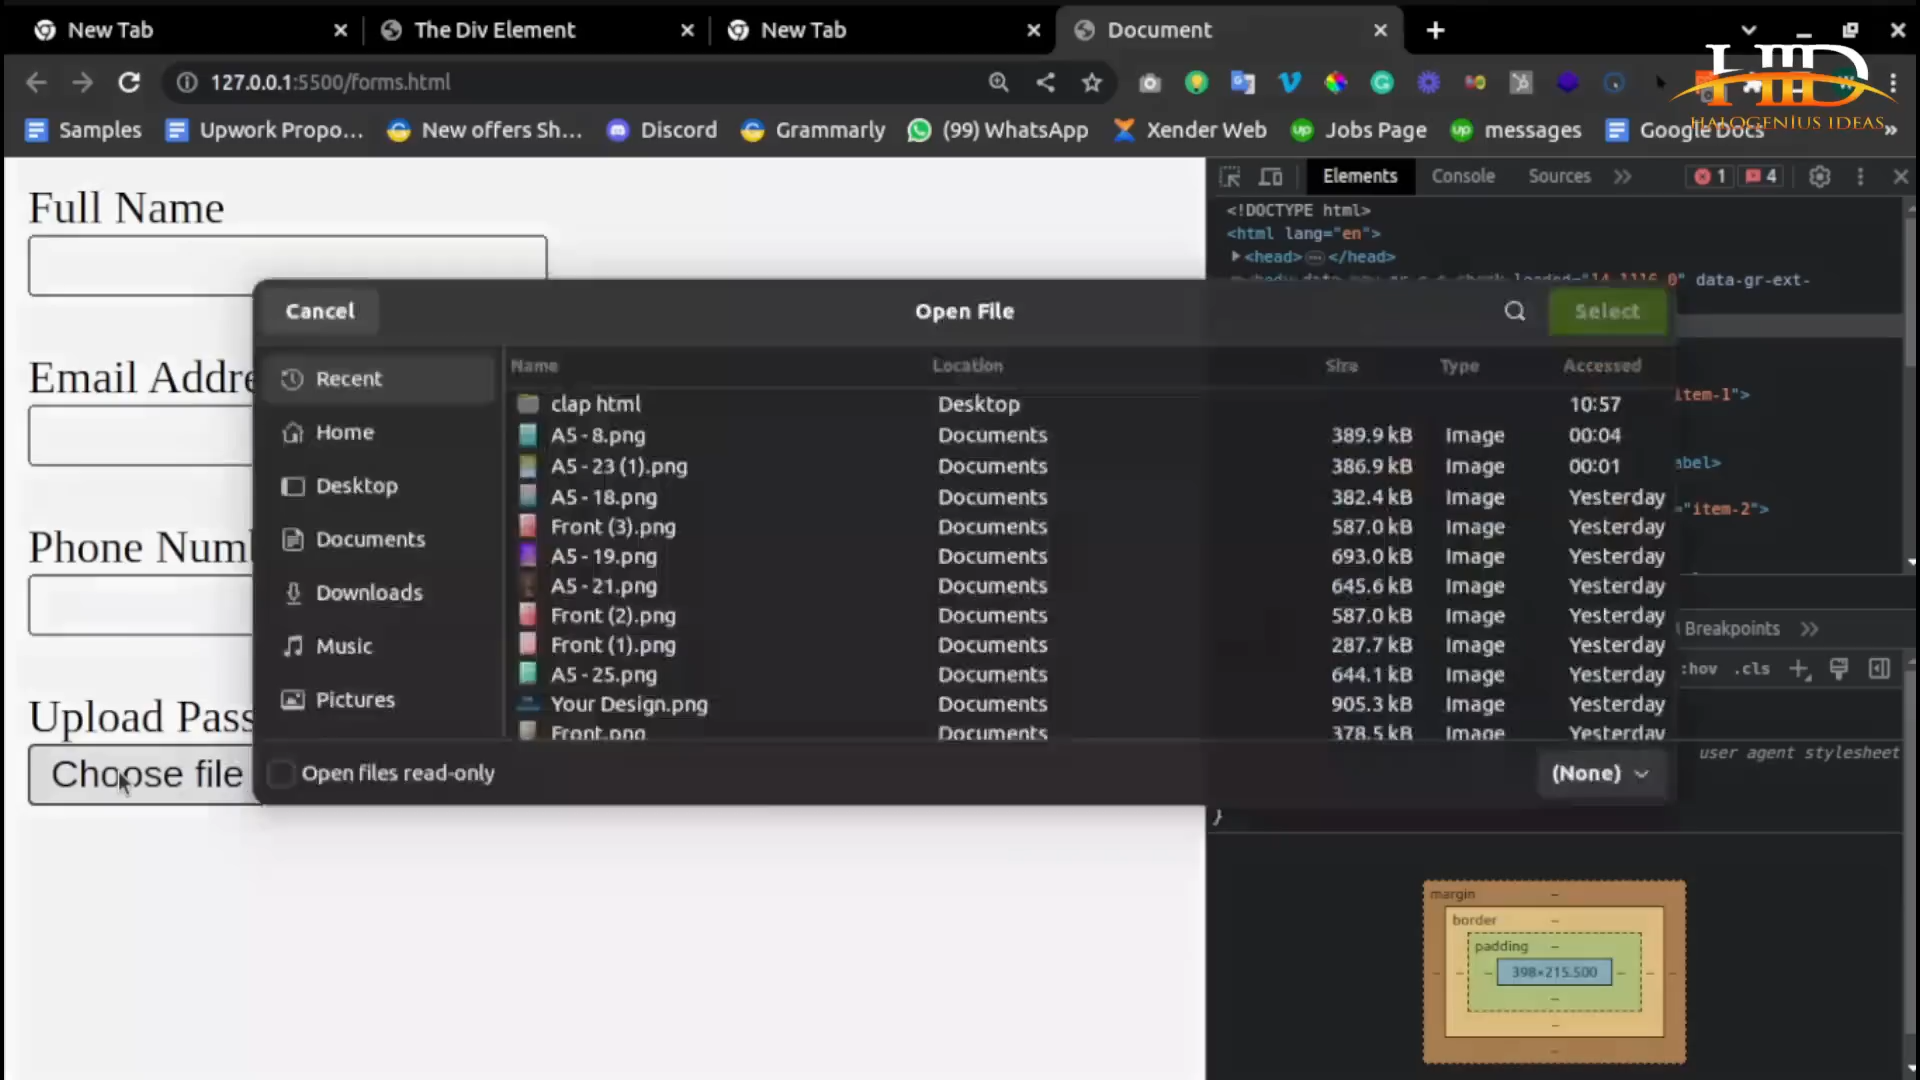 New Tab
The Div Element
New Tab
Document
127.0.0.1:5500/forms.html
Samples
Upwork Propo...
New offers Sh...
Discord
Grammarly
(99) WhatsApp
Xender Web
Jobs Page
messages
Google Docs
HID
HALOGENIUS IDEAS
Full Name
Email Addre
Phone Num
Upload Pass
Choose file
Cancel
Open File
Select
Recent
Home
Desktop
Documents
Downloads
Music
Pictures
Name Location Size Type Accessed
clap html Desktop 10:57
A5 - 8.png Documents 389.9 kB Image 00:04
A5 - 23 (1).png Documents 386.9 kB Image 00:01
A5 - 18.png Documents 382.4 kB Image Yesterday
Front (3).png Documents 587.0 kB Image Yesterday
A5 - 19.png Documents 693.0 kB Image Yesterday
A5 - 21.png Documents 645.6 kB Image Yesterday
Front (2).png Documents 587.0 kB Image Yesterday
Front (1).png Documents 287.7 kB Image Yesterday
A5 - 25.png Documents 644.1 kB Image Yesterday
Your Design.png Documents 905.3 kB Image Yesterday
Front.png Documents 378.5 kB Image Yesterday
Open files read-only
(None)
Elements Console Sources
1 4
<!DOCTYPE html>
<html lang="en">
<head> </head>
data-gr-ext-
item-1">
abel>
="item-2">
Breakpoints
:hov .cls
user agent stylesheet
}
margin
border
padding
398×215.500